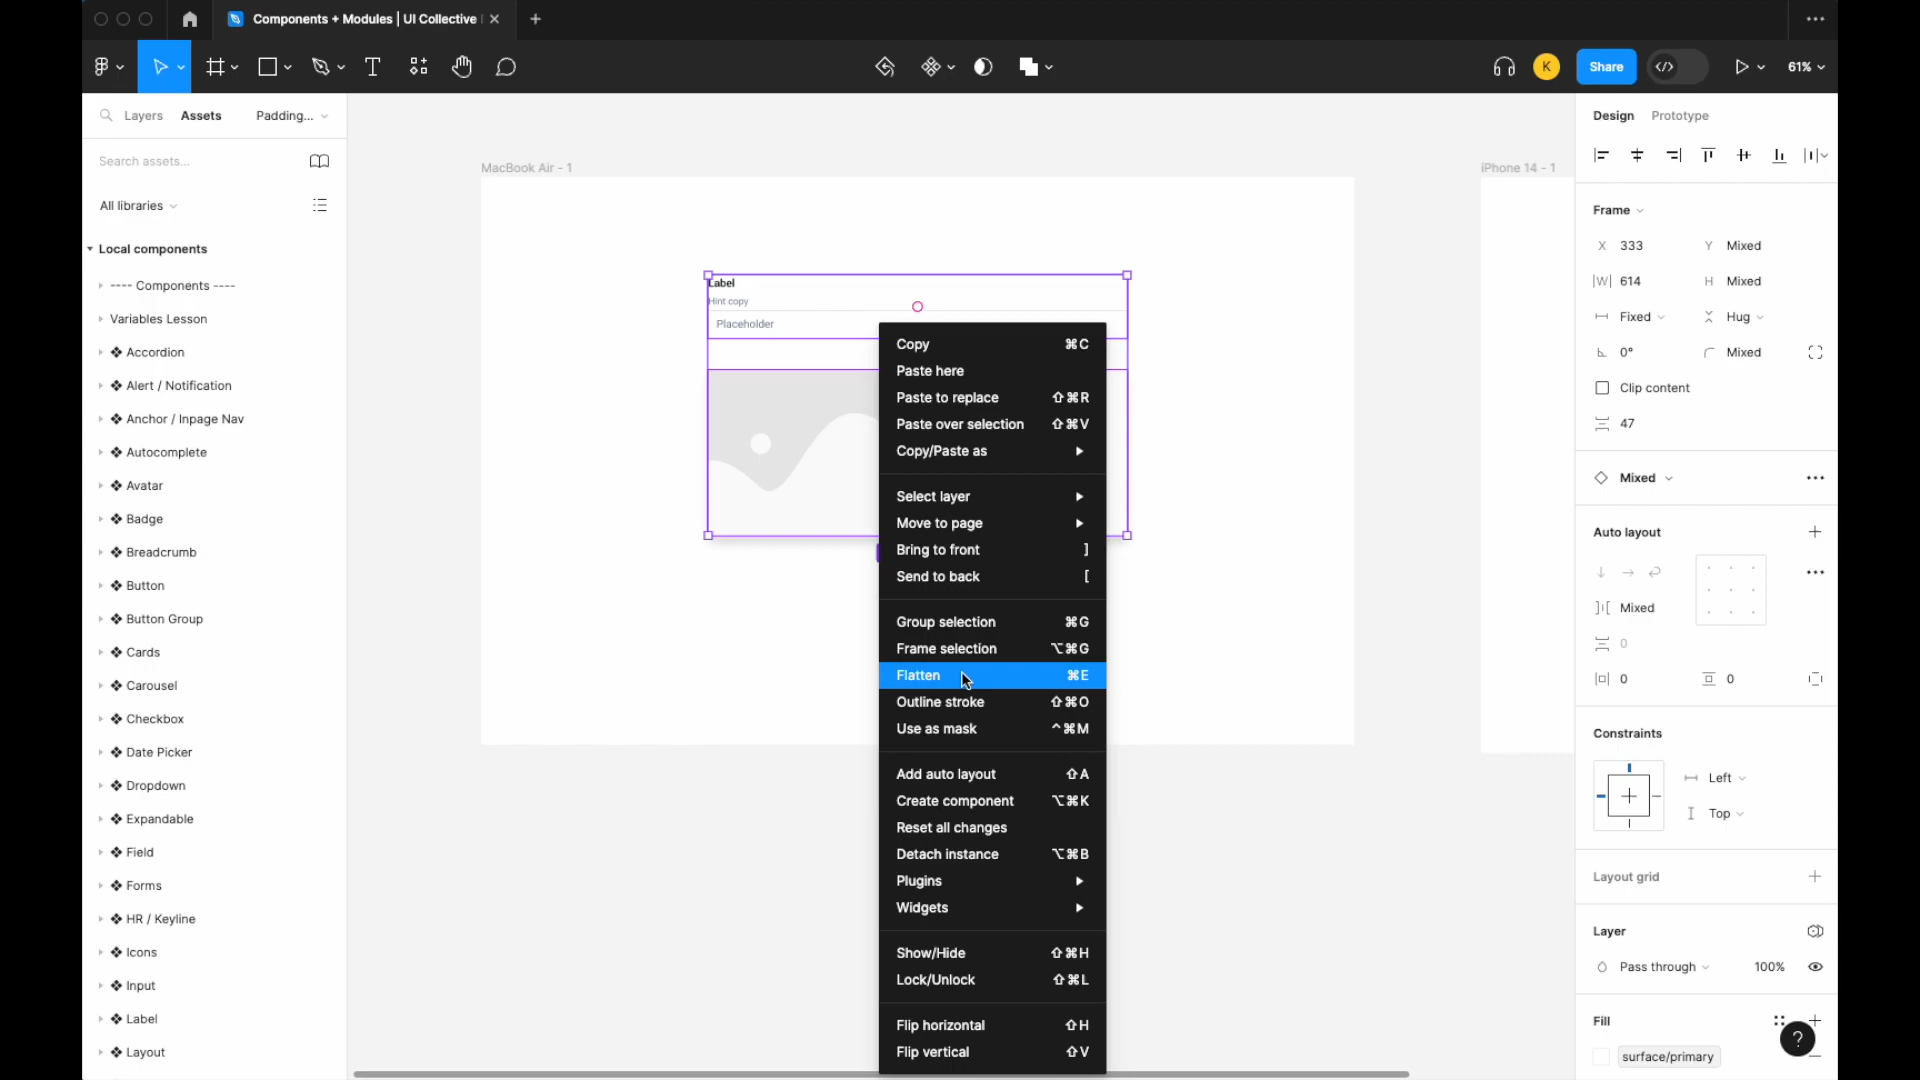 Components + Modules | UI Collective
K
Share
61%
Layers
Assets
Padding...
Search assets...
All libraries
Local components
---- Components ----
Variables Lesson
Accordion
Alert / Notification
Anchor / Inpage Nav
Autocomplete
Avatar
Badge
Breadcrumb
Button
Button Group
Cards
Carousel
Checkbox
Date Picker
Dropdown
Expandable
Field
Forms
HR / Keyline
Icons
Input
Label
Layout
MacBook Air - 1
iPhone 14 - 1
Label
Hint copy
Placeholder
Copy ⌘C
Paste here
Paste to replace ⇧⌘R
Paste over selection ⇧⌘V
Copy/Paste as
Select layer
Move to page
Bring to front ]
Send to back [
Group selection ⌘G
Frame selection ⌥⌘G
Flatten ⌘E
Outline stroke ⇧⌘O
Use as mask ^⌘M
Add auto layout ⇧A
Create component ⌥⌘K
Reset all changes
Detach instance ⌥⌘B
Plugins
Widgets
Show/Hide ⇧⌘H
Lock/Unlock ⇧⌘L
Flip horizontal ⇧H
Flip vertical ⇧V
Design Prototype
Frame
X 333 Y Mixed
W 614 H Mixed
Fixed Hug
0° Mixed
Clip content
47
Mixed
Auto layout
Mixed
0
0 0
Constraints
Left
Top
Layout grid
Layer
Pass through 100%
Fill
?
surface/primary